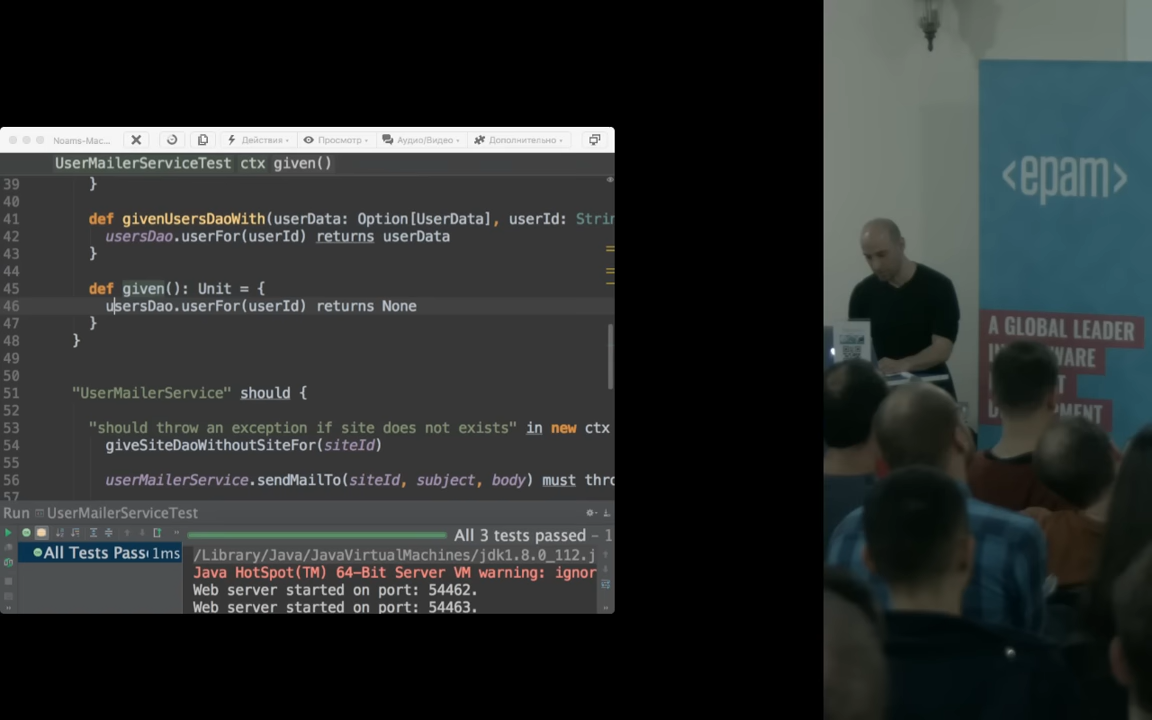 Noams-Mac...
Действия
Просмотр
Аудио/Видео
Дополнительно
UserMailerServiceTest ctx given()
39 }
40
41 def givenUsersDaoWith(userData: Option[UserData], userId: Strin
42 usersDao.userFor(userId) returns userData
43 }
44
45 def given(): Unit = {
46 usersDao.userFor(userId) returns None
47 }
48 }
49
50
51 "UserMailerService" should {
52
53 "should throw an exception if site does not exists" in new ctx
54 giveSiteDaoWithoutSiteFor(siteId)
55
56 userMailerService.sendMailTo(siteId, subject, body) must thro
57
Run UserMailerServiceTest
All 3 tests passed – 1
All Tests Pass 1ms
/Library/Java/JavaVirtualMachines/jdk1.8.0_112.j
Java HotSpot(TM) 64-Bit Server VM warning: ignor
Web server started on port: 54462.
Web server started on port: 54463.
<epam>
A GLOBAL LEADER